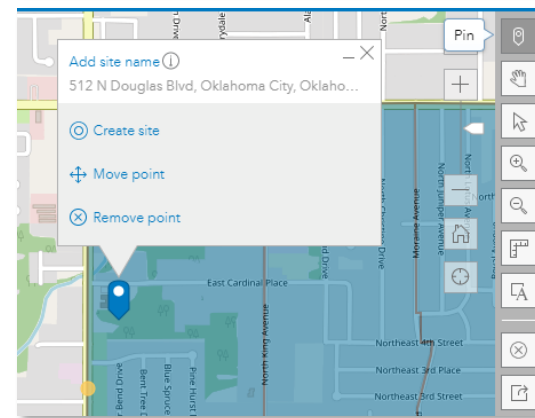 Pin
Add site name
512 N Douglas Blvd, Oklahoma City, Oklaho...
Create site
Move point
Remove point
North Juniper Avenue
Moraine Avenue
East Cardinal Place
North King Avenue
Northeast 4th Street
Northeast 3rd Place
Northeast 3rd Street
Bent Tree
Blue Spruce
Pine Hurst